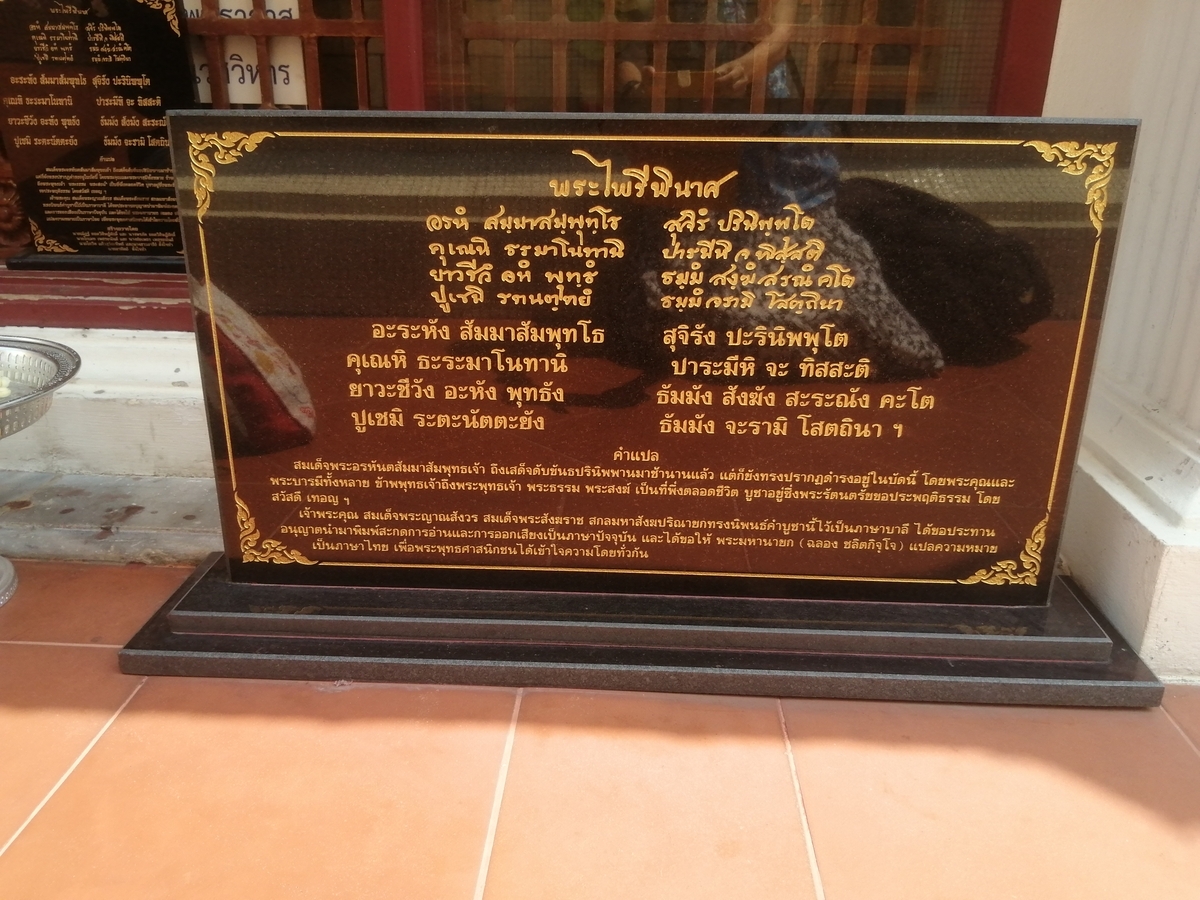 พระไพรีพินาศ
อรหํ สมฺมาสมฺพุทฺโธ สุจิรํ ปรินิพฺพุโต
คุเณหิ ธรมาโนทานิ ปารมีหิ จ ทิสฺสติ
ยาวชีวํ อหํ พุทฺธํ ธมฺมํ สงฺฆํ สรณํ คโต
ปูเชมิ รตนตฺตยํ ธมฺมํ จรามิ โสตฺถินา
อะระหัง สัมมาสัมพุทโธ สุจิรัง ปะรินิพพุโต
คุเณหิ ธะระมาโนทานิ ปาระมีหิ จะ ทิสสะติ
ยาวะชีวัง อะหัง พุทธัง ธัมมัง สังฆัง สะระณัง คะโต
ปูเชมิ ระตะนัตตะยัง ธัมมัง จะรามิ โสตถินา ฯ
คำแปล
สมเด็จพระอรหันตสัมมาสัมพุทธเจ้า ถึงเสด็จดับขันธปรินิพพานมาช้านานแล้ว แต่ก็ยังทรงปรากฏดำรงอยู่ในบัดนี้ โดยพระคุณและ
พระบารมีทั้งหลาย ข้าพพุทธเจ้าถึงพระพุทธเจ้า พระธรรม พระสงฆ์ เป็นที่พึ่งตลอดชีวิต บูชาอยู่ซึ่งพระรัตนตรัยขอประพฤติธรรม โดย
สวัสดี เทอญ ฯ
เจ้าพระคุณ สมเด็จพระญาณสังวร สมเด็จพระสังฆราช สกลมหาสังฆปริณายกทรงนิพนธ์คำบูชานี้ไว้เป็นภาษาบาลี ได้ขอประทาน
อนุญาตนำมาพิมพ์สะกดการอ่านและการออกเสียงเป็นภาษาปัจจุบัน และได้ขอให้ พระมหานายก (ฉลอง ชลิตกิจฺโจ) แปลความหมาย
เป็นภาษาไทย เพื่อพระพุทธศาสนิกชนได้เข้าใจความโดยทั่วกัน